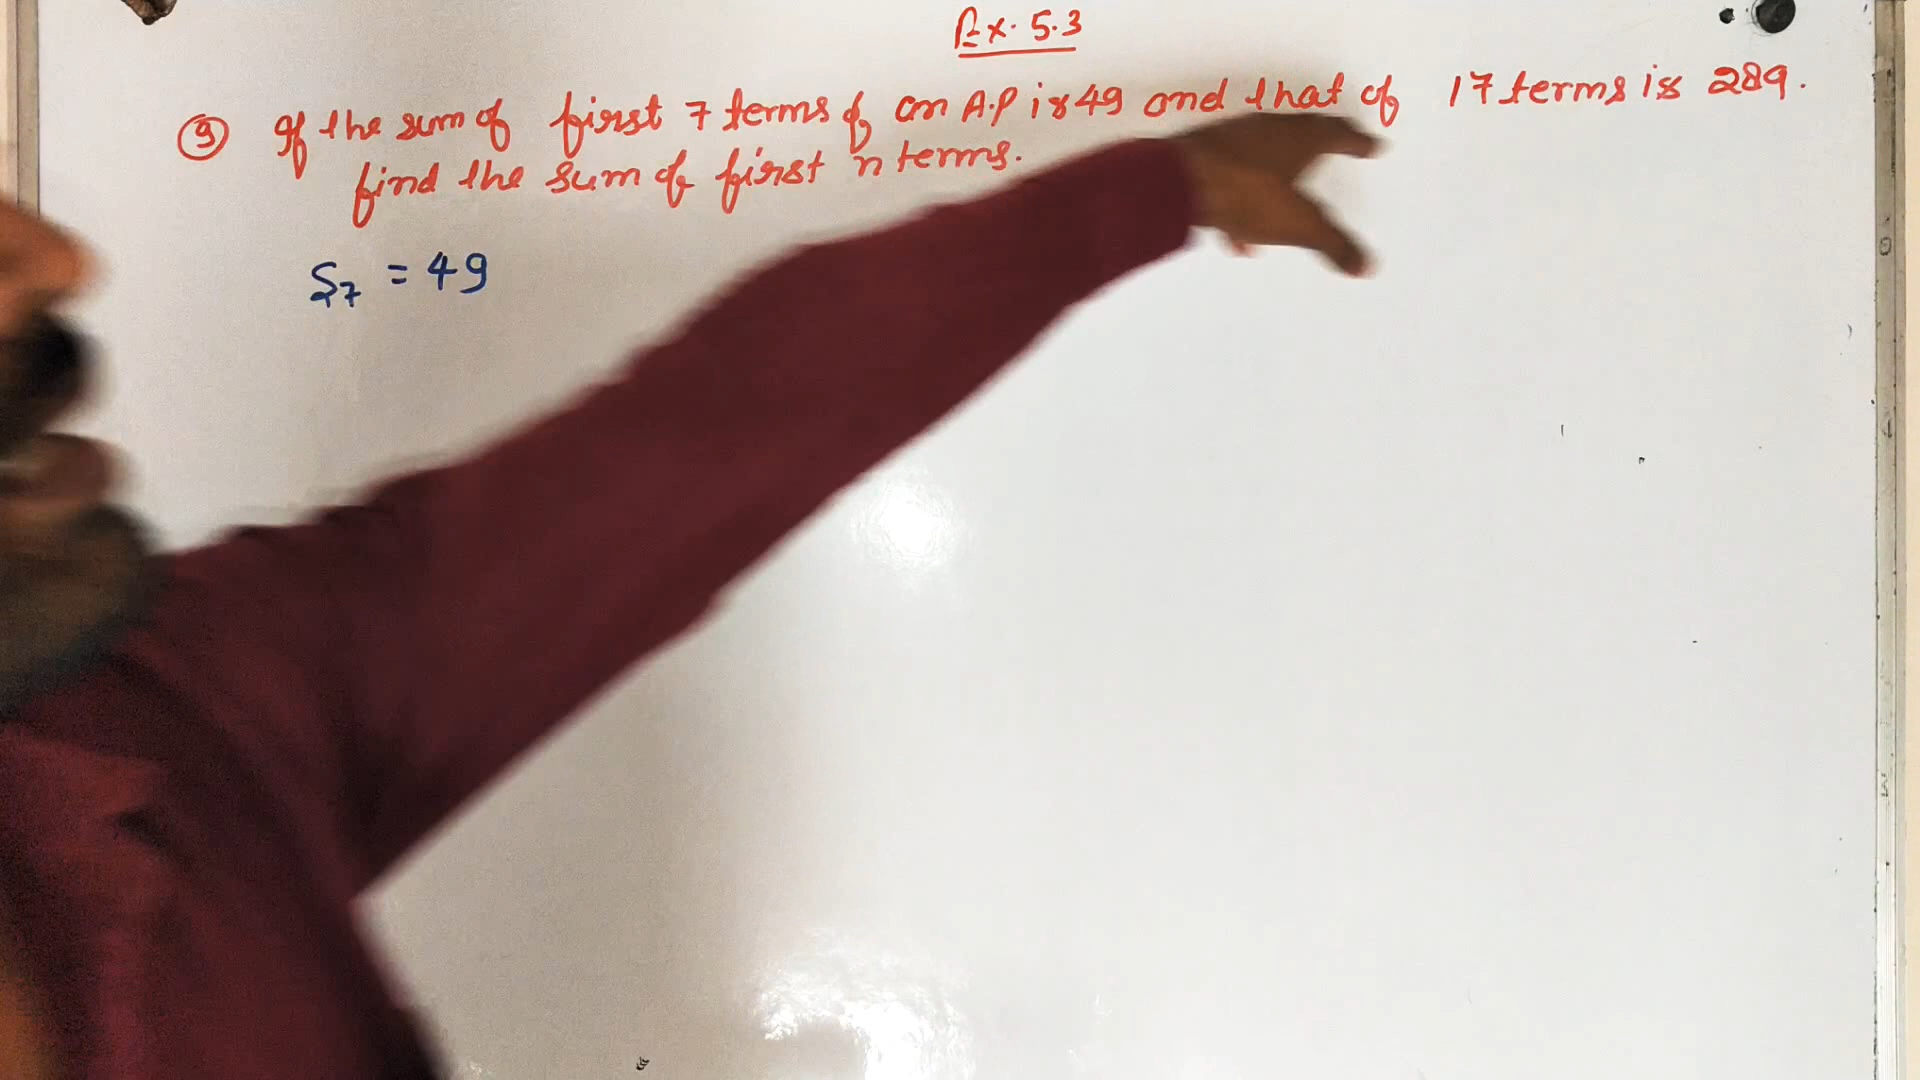 Ex. 5.3
9 If the sum of first 7 terms of an A.P is 49 and that of 17 terms is 289.
find the sum of first n terms.
S₇ = 49